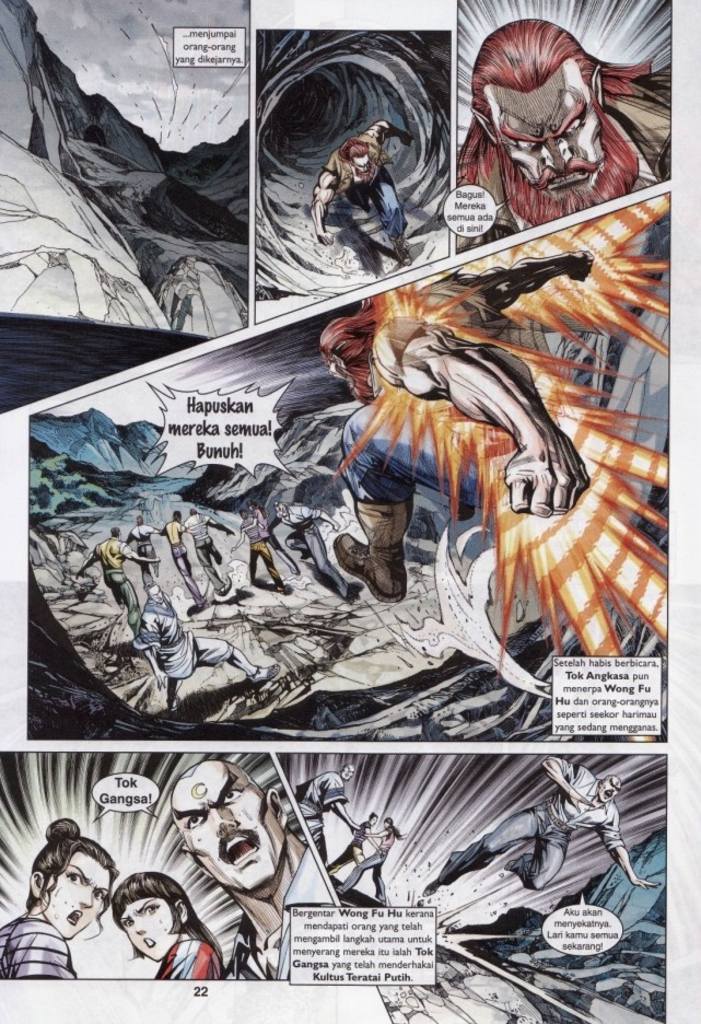 ...menjumpai
orang-orang
yang dikejarnya.
Bagus!
Mereka
semua ada
di sini!
Hapuskan
mereka semua!
Bunuh!
Setelah habis berbicara,
Tok Angkasa pun
menerpa Wong Fu
Hu dan orang-orangnya
seperti seekor harimau
yang sedang mengganas.
Tok
Gangsa!
Bergentar Wong Fu Hu kerana
mendapati orang yang telah
mengambil langkah utama untuk
menyerang mereka itu ialah Tok
Gangsa yang telah menderhakai
Kultus Teratai Putih.
Aku akan
menyekatnya.
Lari kamu semua
sekarang!
22